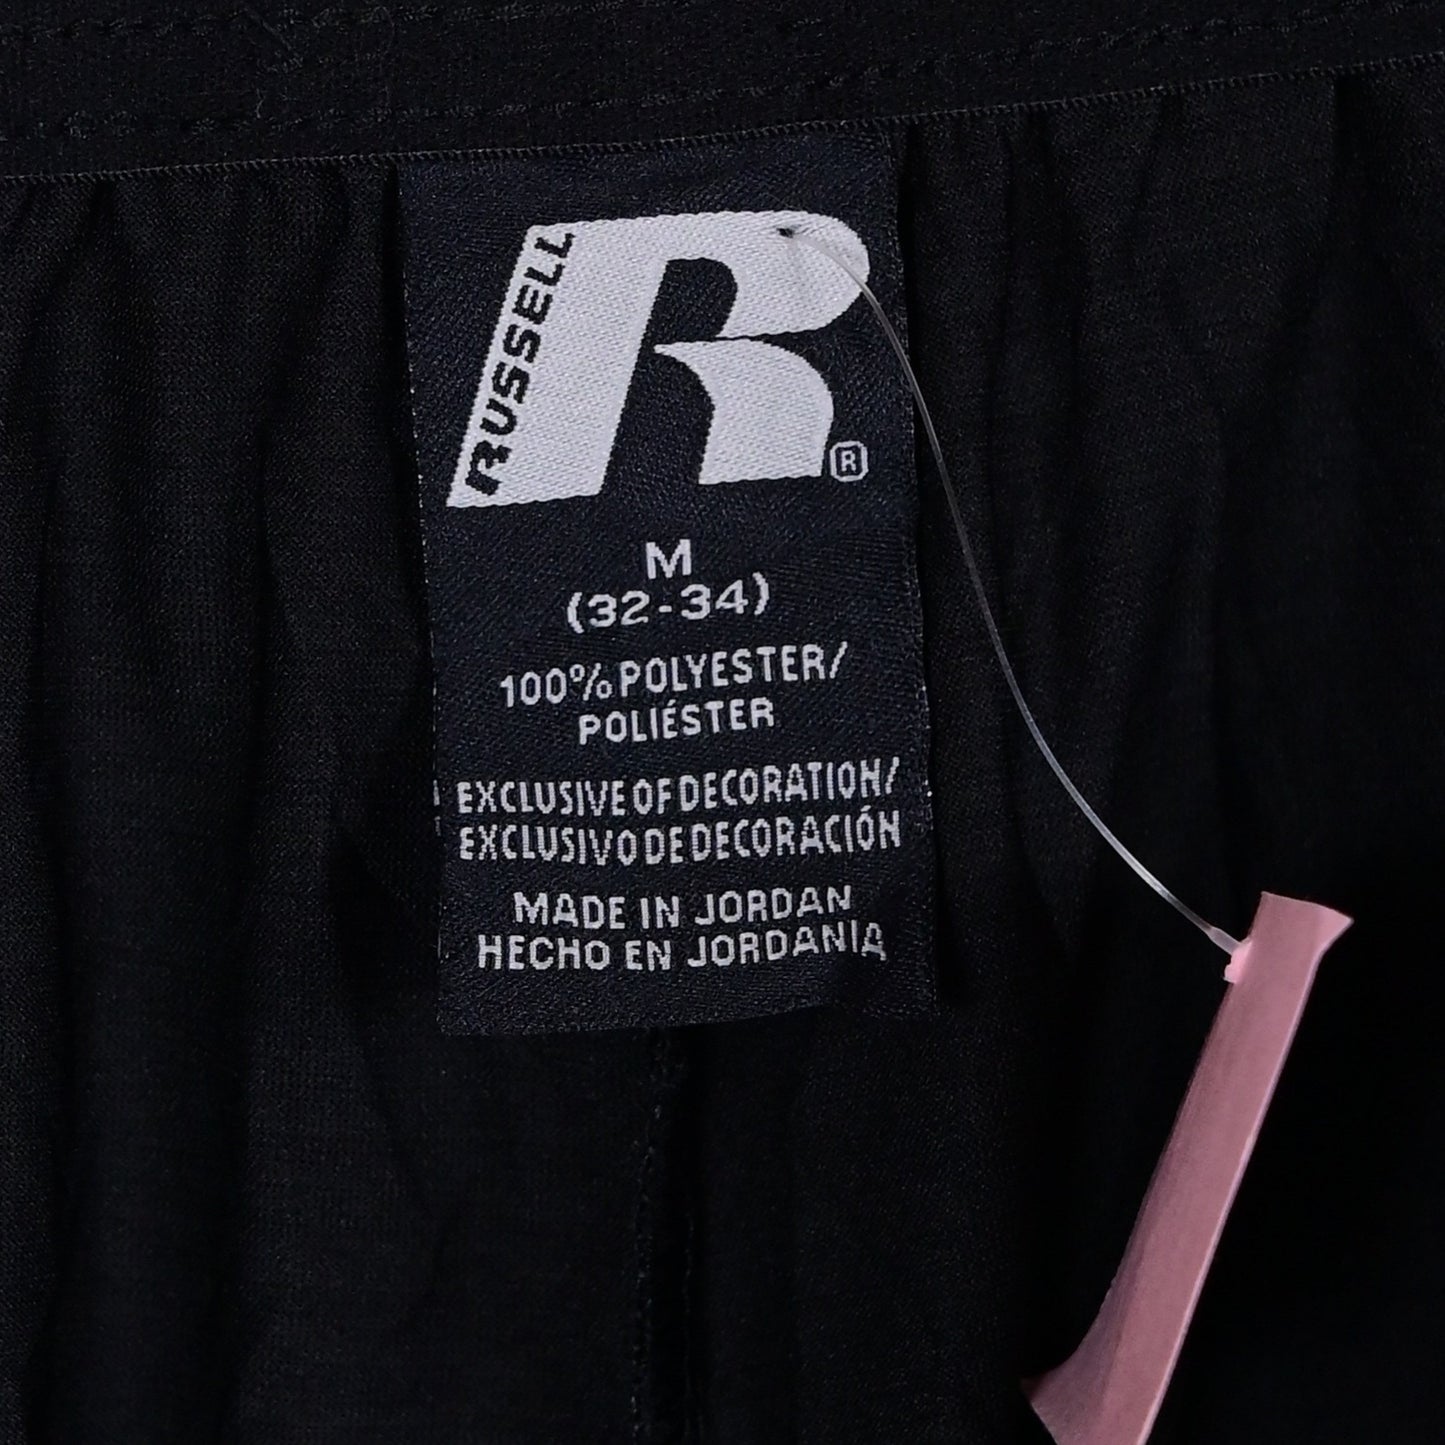 RUSSELL
R
®
M
(32-34)
100% POLYESTER/
POLIÉSTER
EXCLUSIVE OF DECORATION/
EXCLUSIVO DE DECORACIÓN
MADE IN JORDAN
HECHO EN JORDANIA